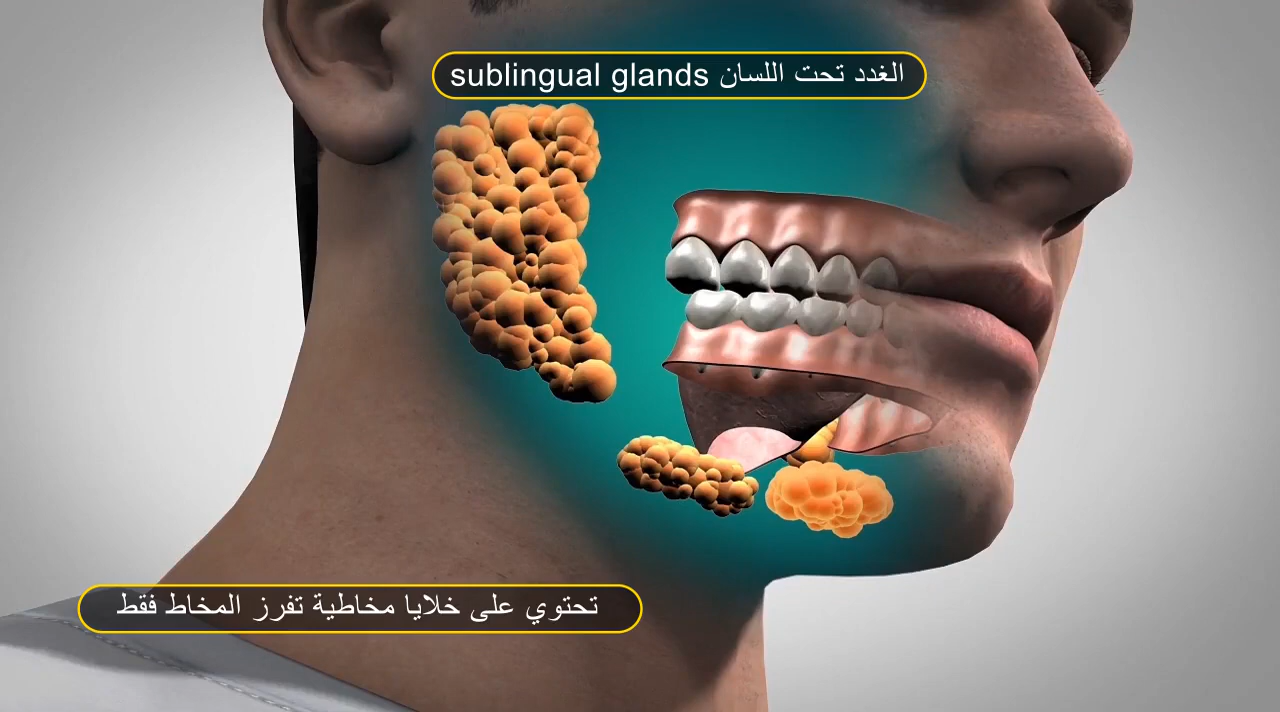 الغدد تحت اللسان sublingual glands
تحتوي على خلايا مخاطية تفرز المخاط فقط